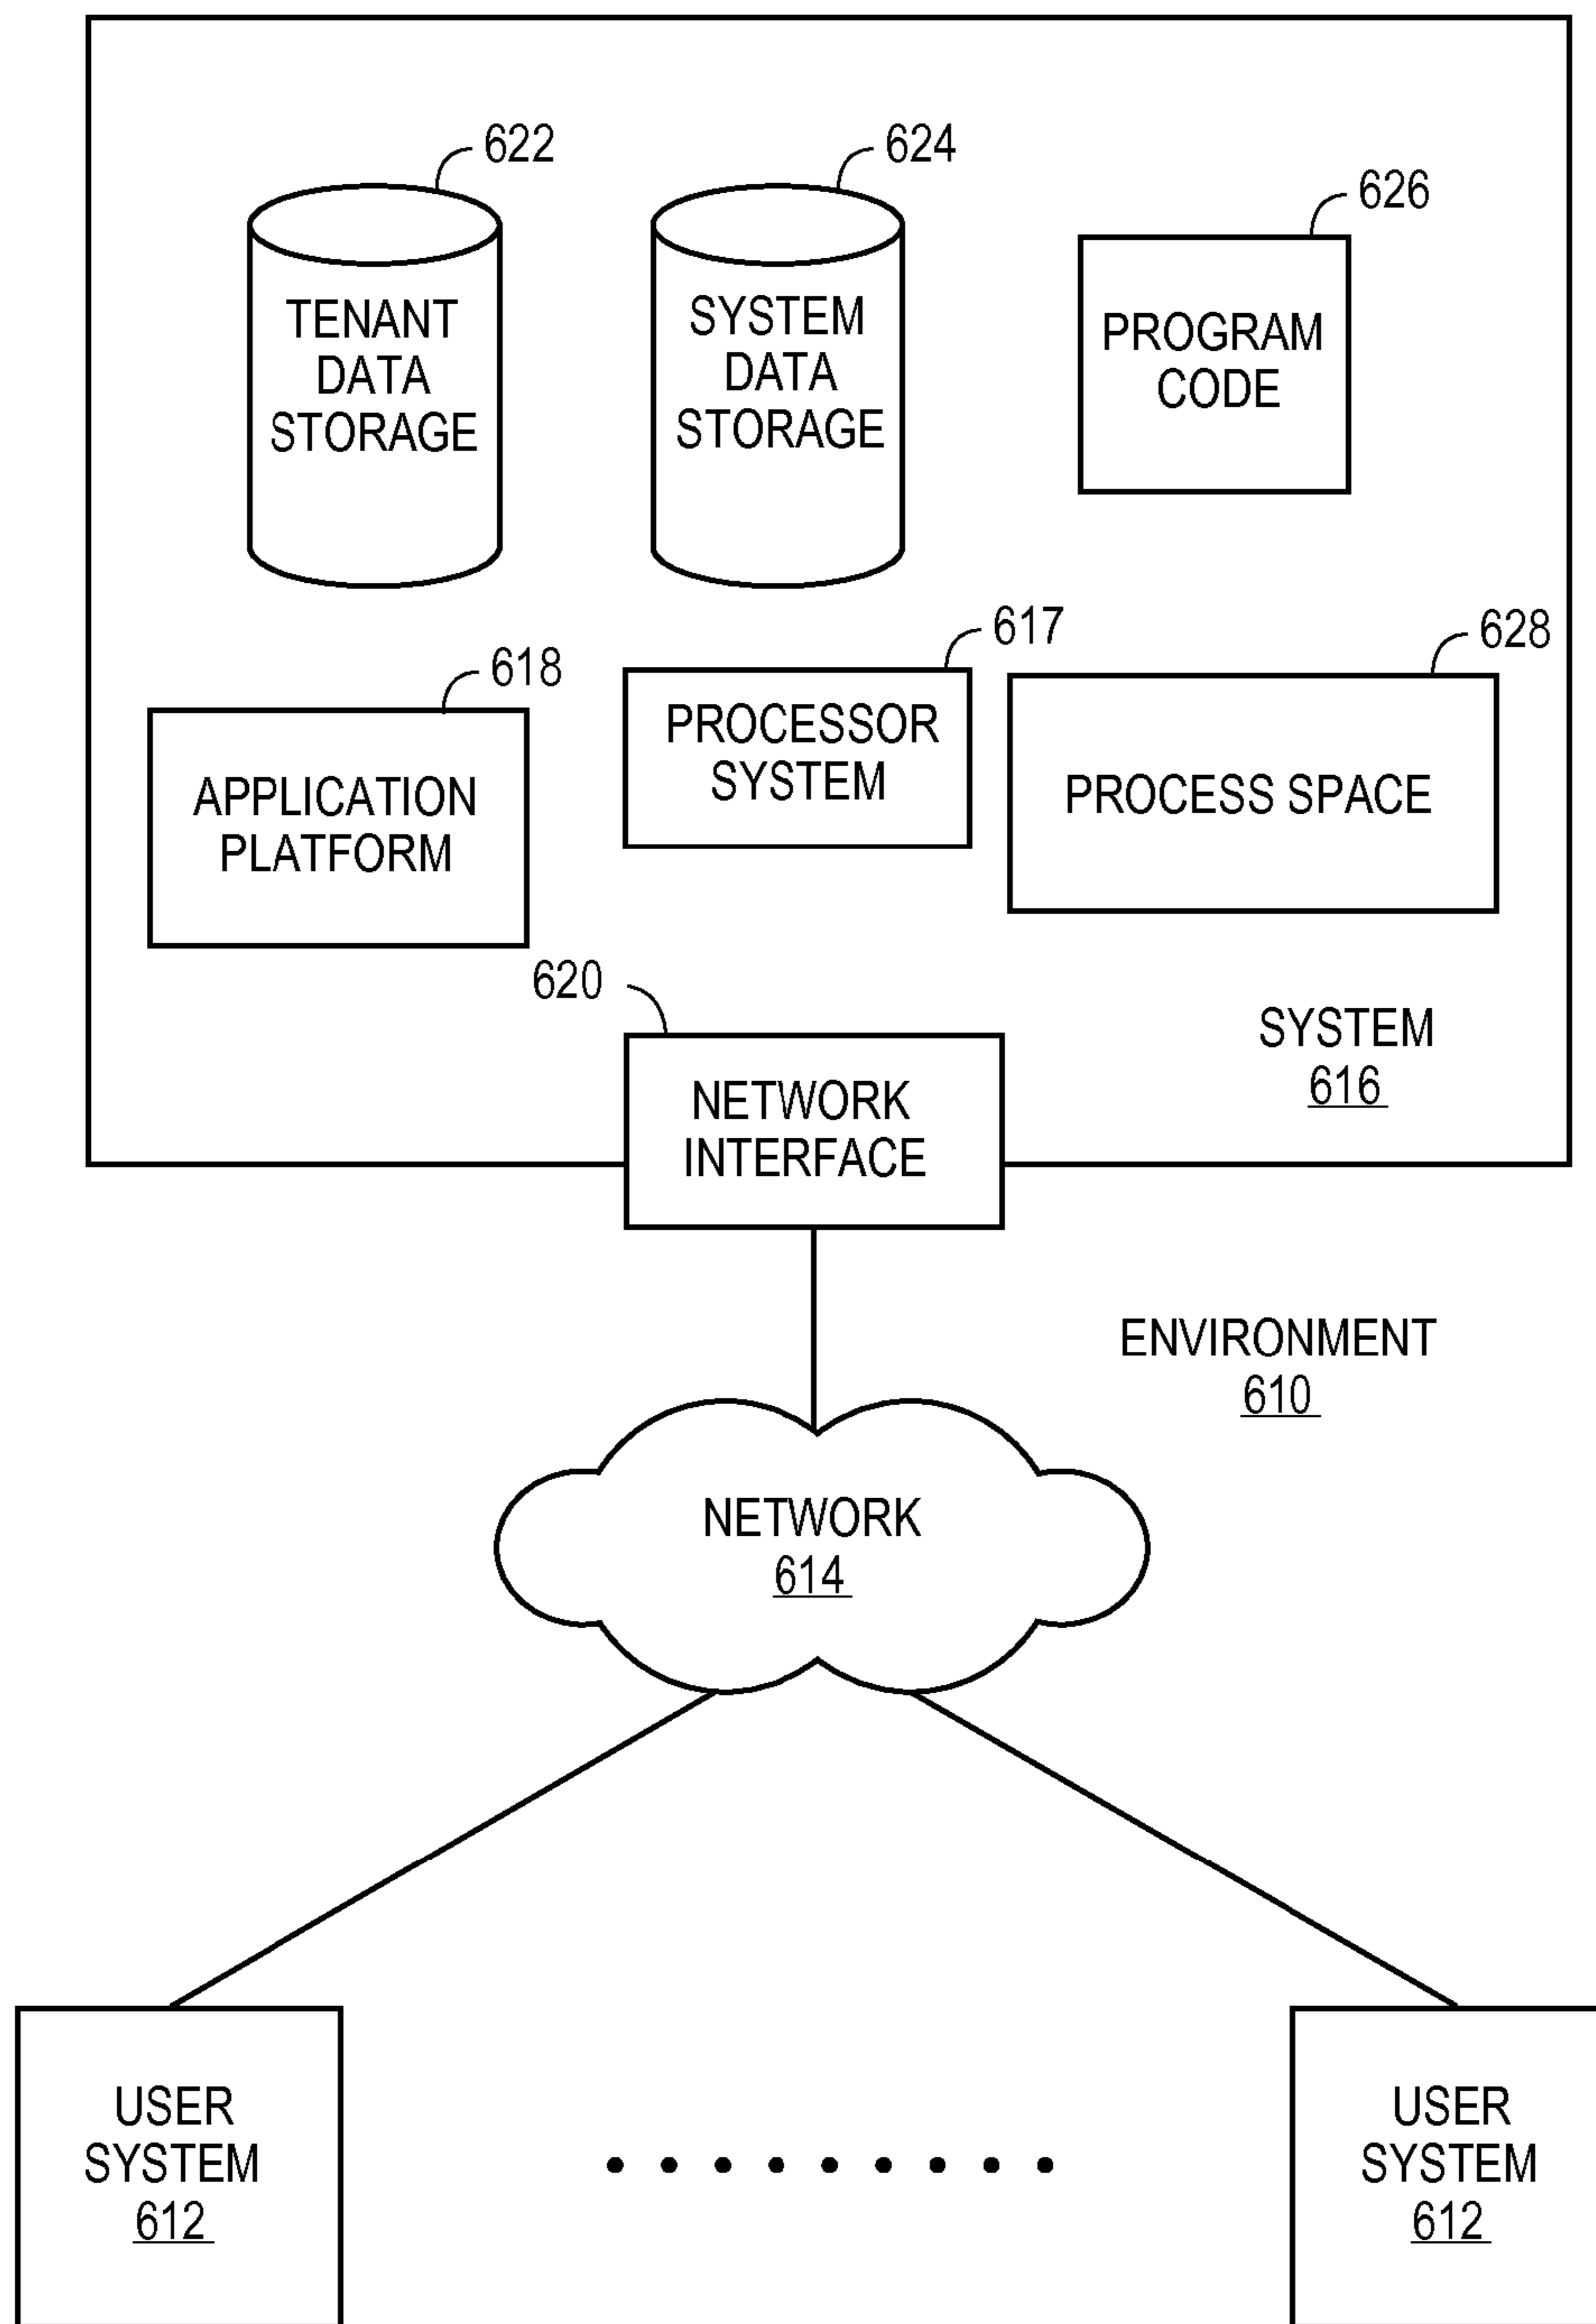 622
624
626
TENANT
DATA
STORAGE
SYSTEM
DATA
STORAGE
PROGRAM
CODE
618
617
628
APPLICATION
PLATFORM
PROCESSOR
SYSTEM
PROCESS SPACE
620
NETWORK
INTERFACE
SYSTEM
616
ENVIRONMENT
610
NETWORK
614
USER
SYSTEM
612
USER
SYSTEM
612